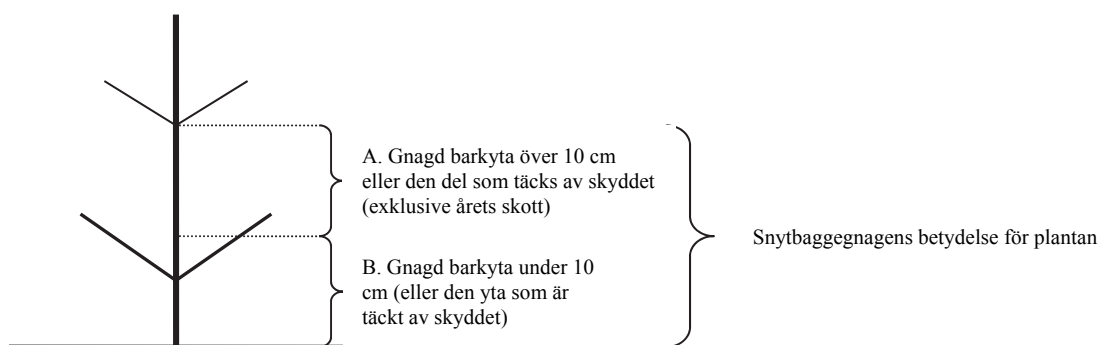 A. Gnagd barkyta över 10 cm
eller den del som täcks av skyddet
(exklusive årets skott)
B. Gnagd barkyta under 10
cm (eller den yta som är
täckt av skyddet)
Snytbaggegnagens betydelse för plantan